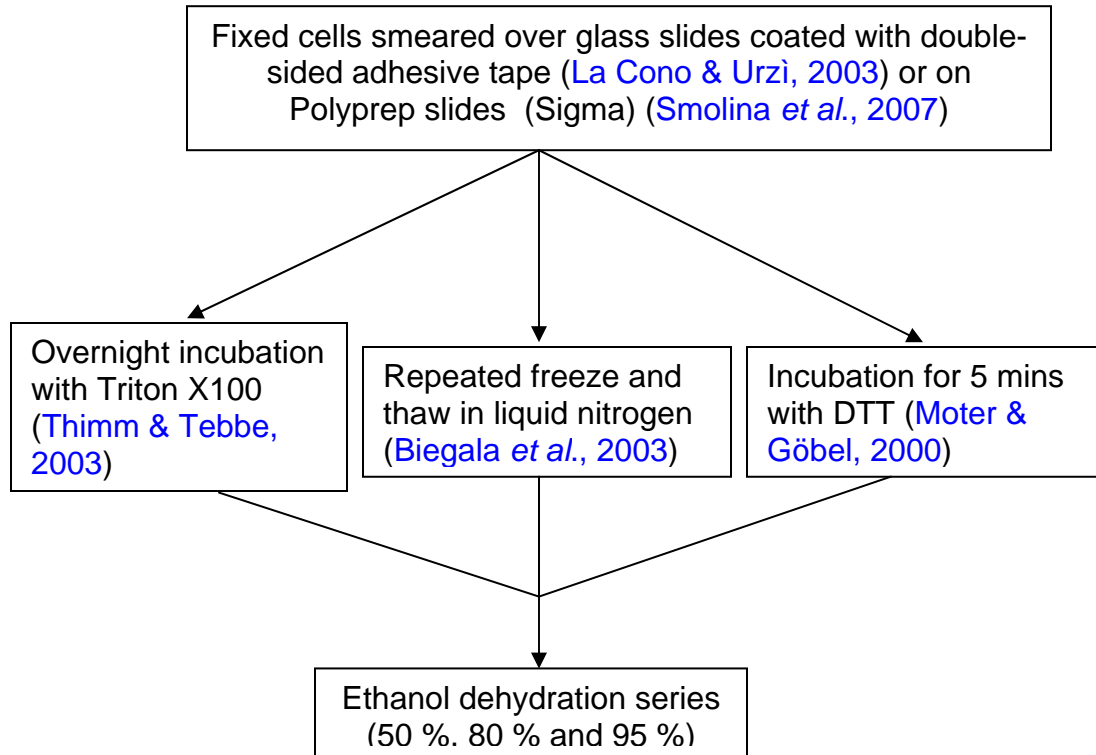 Fixed cells smeared over glass slides coated with double-
sided adhesive tape (La Cono & Urzì, 2003) or on
Polyprep slides (Sigma) (Smolina et al., 2007)
Overnight incubation
with Triton X100
(Thimm & Tebbe,
2003)
Repeated freeze and
thaw in liquid nitrogen
(Biegala et al., 2003)
Incubation for 5 mins
with DTT (Moter &
Göbel, 2000)
Ethanol dehydration series
(50 %. 80 % and 95 %)